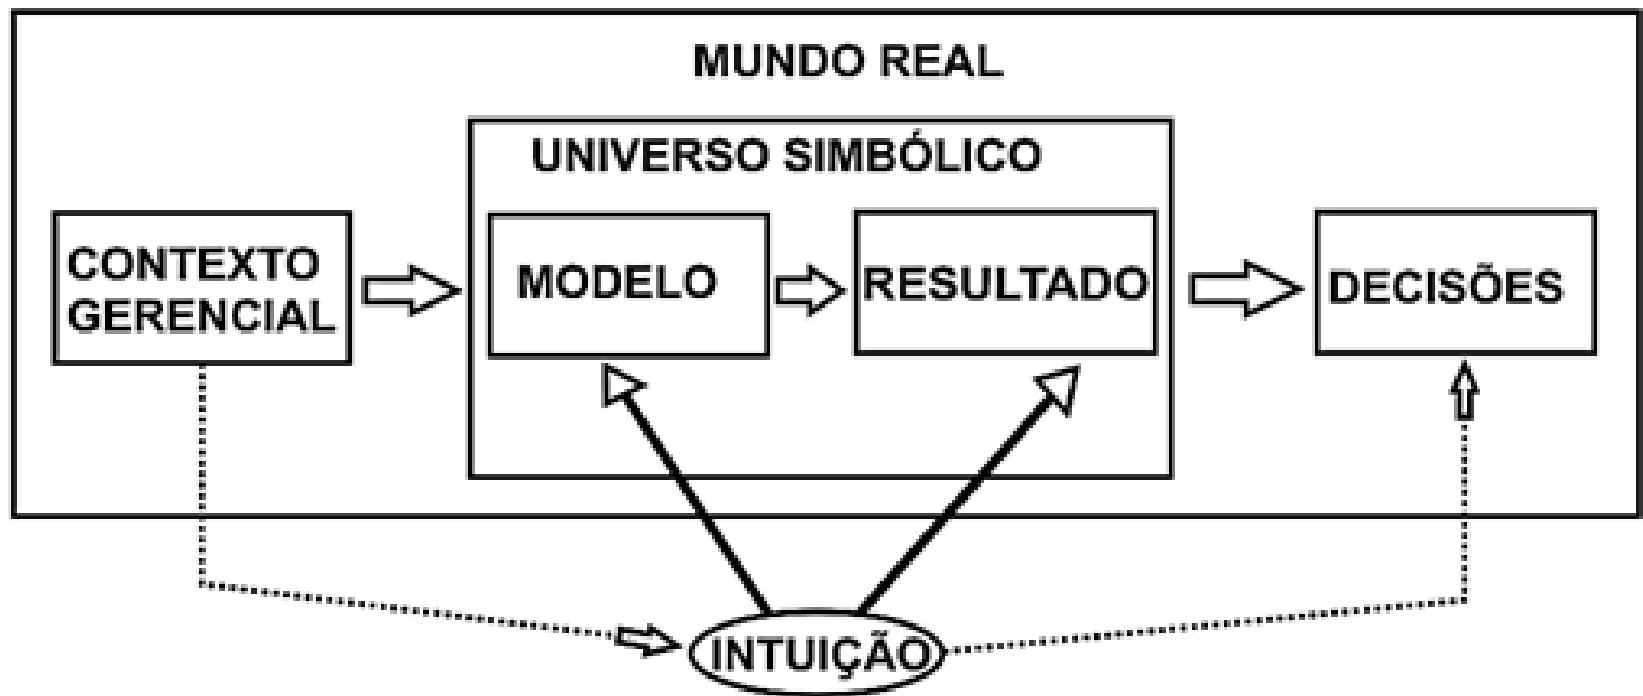 MUNDO REAL
UNIVERSO SIMBÓLICO
CONTEXTO
GERENCIAL
MODELO
RESULTADO
DECISÕES
INTUIÇÃO